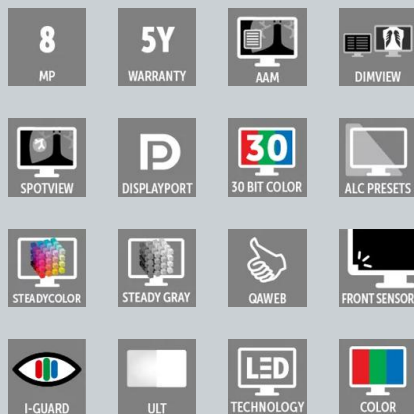 8
MP
5Y
WARRANTY
AAM
DIMVIEW
SPOTVIEW
DISPLAYPORT
30
30 BIT COLOR
ALC PRESETS
STEADYCOLOR
STEADY GRAY
QAWEB
FRONT SENSOR
I-GUARD
ULT
LED
TECHNOLOGY
COLOR